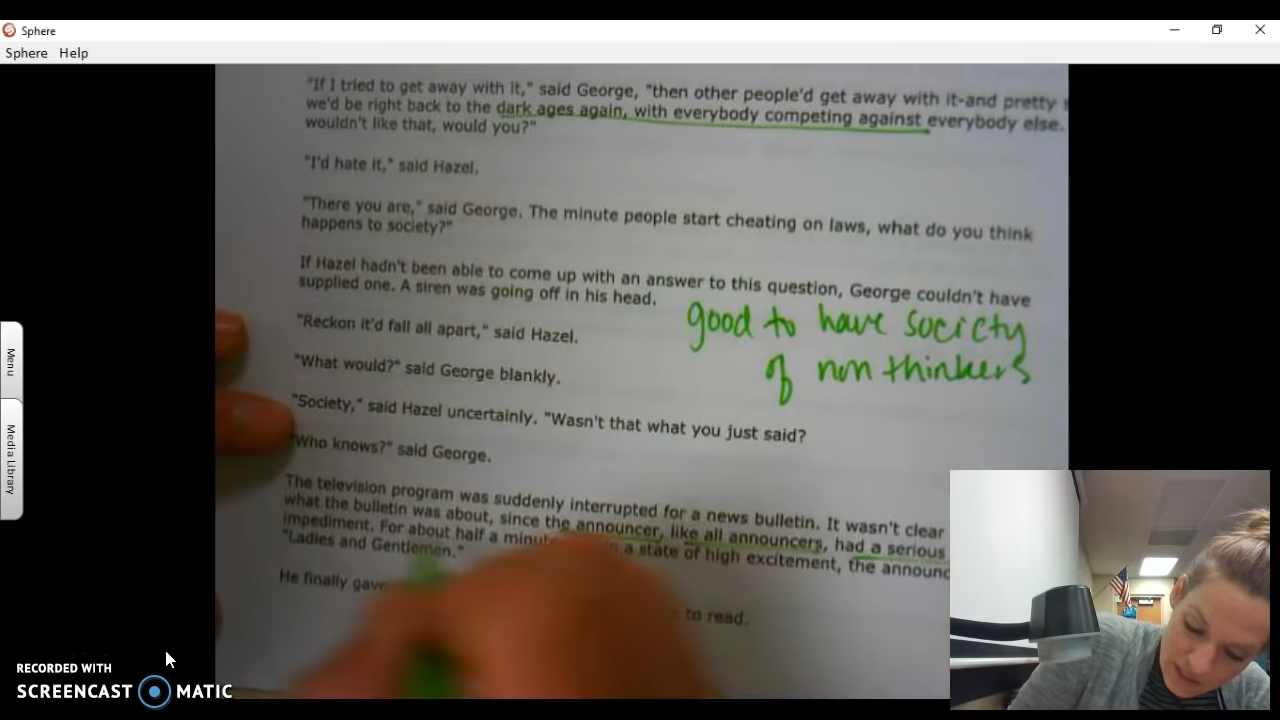 Sphere
Sphere Help
"If I tried to get away with it," said George, "then other people'd get away with it-and pretty
we'd be right back to the dark ages again, with everybody competing against everybody else.
wouldn't like that, would you?"
"I'd hate it," said Hazel.
"There you are," said George. The minute people start cheating on laws, what do you think
happens to society?"
If Hazel hadn't been able to come up with an answer to this question, George couldn't have
supplied one. A siren was going off in his head.
good to have society
of non thinkers
"Reckon it'd fall all apart," said Hazel.
"What would?" said George blankly.
"Society," said Hazel uncertainly. "Wasn't that what you just said?
"Who knows?" said George.
The television program was suddenly interrupted for a news bulletin. It wasn't clear
what the bulletin was about, since the announcer, like all announcers, had a serious
impediment. For about half a minute a state of high excitement, the
"Ladies and Gentlemen."
He finally gave to read.
Menu
Media Library
RECORDED WITH
SCREENCAST MATIC